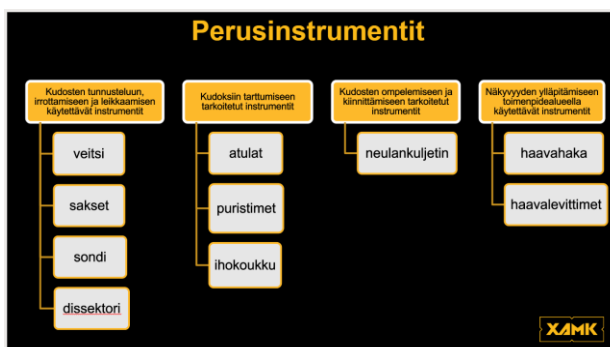 Perusinstrumentit
Kudosten tunnusteluun,
irrottamiseen ja leikkaamisen
käytettävät instrumentit
veitsi
sakset
sondi
dissektori
Kudoksiin tarttumiseen
tarkoitetut instrumentit
atulat
puristimet
ihokoukku
Kudosten ompelemiseen ja
kiinnittämiseen tarkoitetut
instrumentit
neulankuljetin
Näkyvyyden ylläpitämiseen
toimenpidealueella
käytettävät instrumentit
haavahaka
haavalevittimet
XAMK